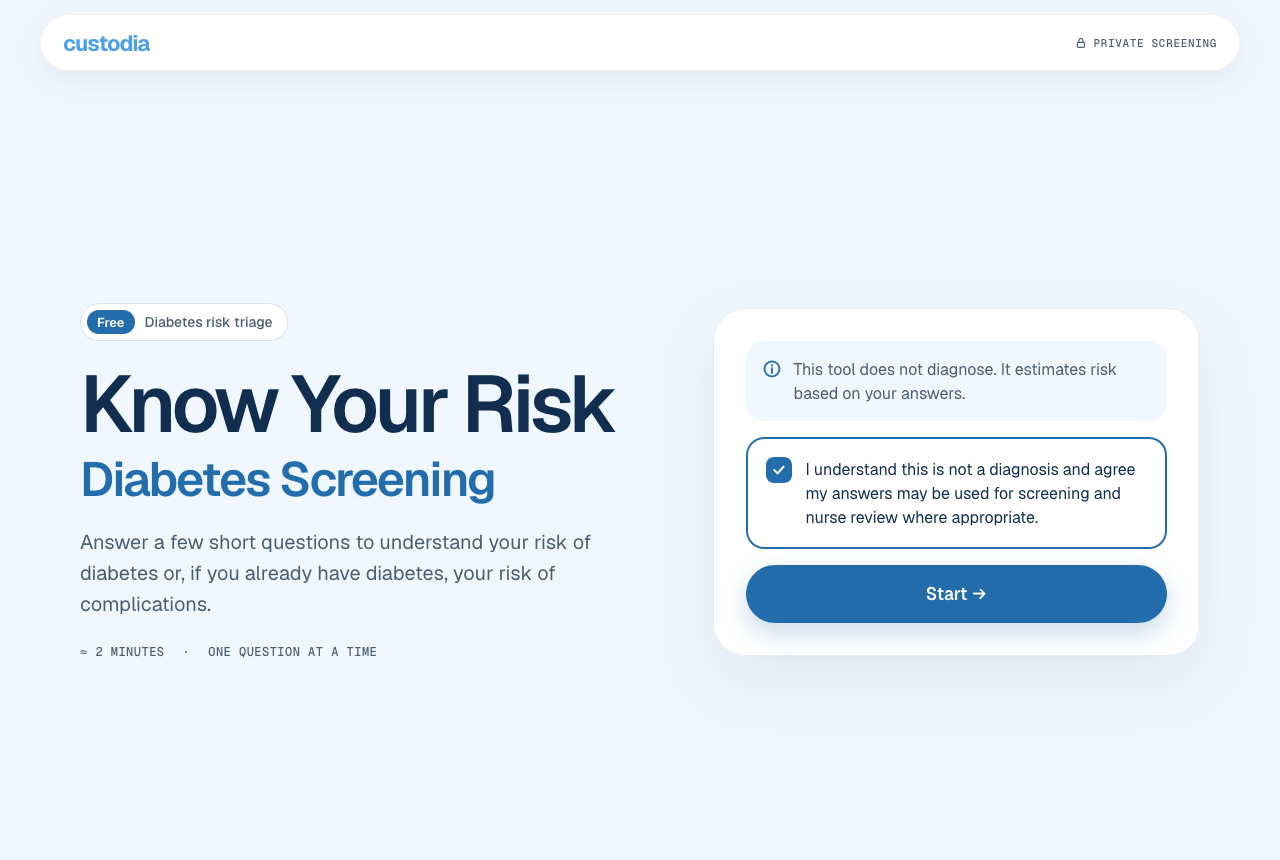 custodia
PRIVATE SCREENING
Free Diabetes risk triage
Know Your Risk
Diabetes Screening
Answer a few short questions to understand your risk of
diabetes or, if you already have diabetes, your risk of
complications.
≈ 2 MINUTES · ONE QUESTION AT A TIME
This tool does not diagnose. It estimates risk
based on your answers.
I understand this is not a diagnosis and agree
my answers may be used for screening and
nurse review where appropriate.
Start →